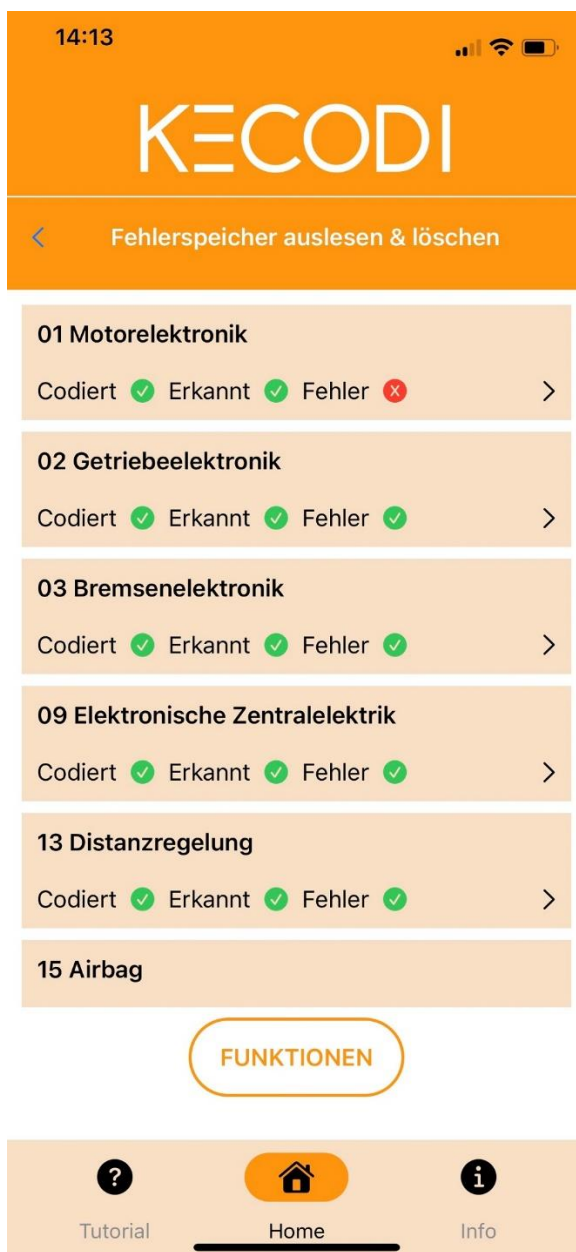 14:13
KECODI
Fehlerspeicher auslesen & löschen
01 Motorelektronik
Codiert Erkannt Fehler
02 Getriebeelektronik
Codiert Erkannt Fehler
03 Bremsenelektronik
Codiert Erkannt Fehler
09 Elektronische Zentralelektrik
Codiert Erkannt Fehler
13 Distanzregelung
Codiert Erkannt Fehler
15 Airbag
FUNKTIONEN
Tutorial Home Info